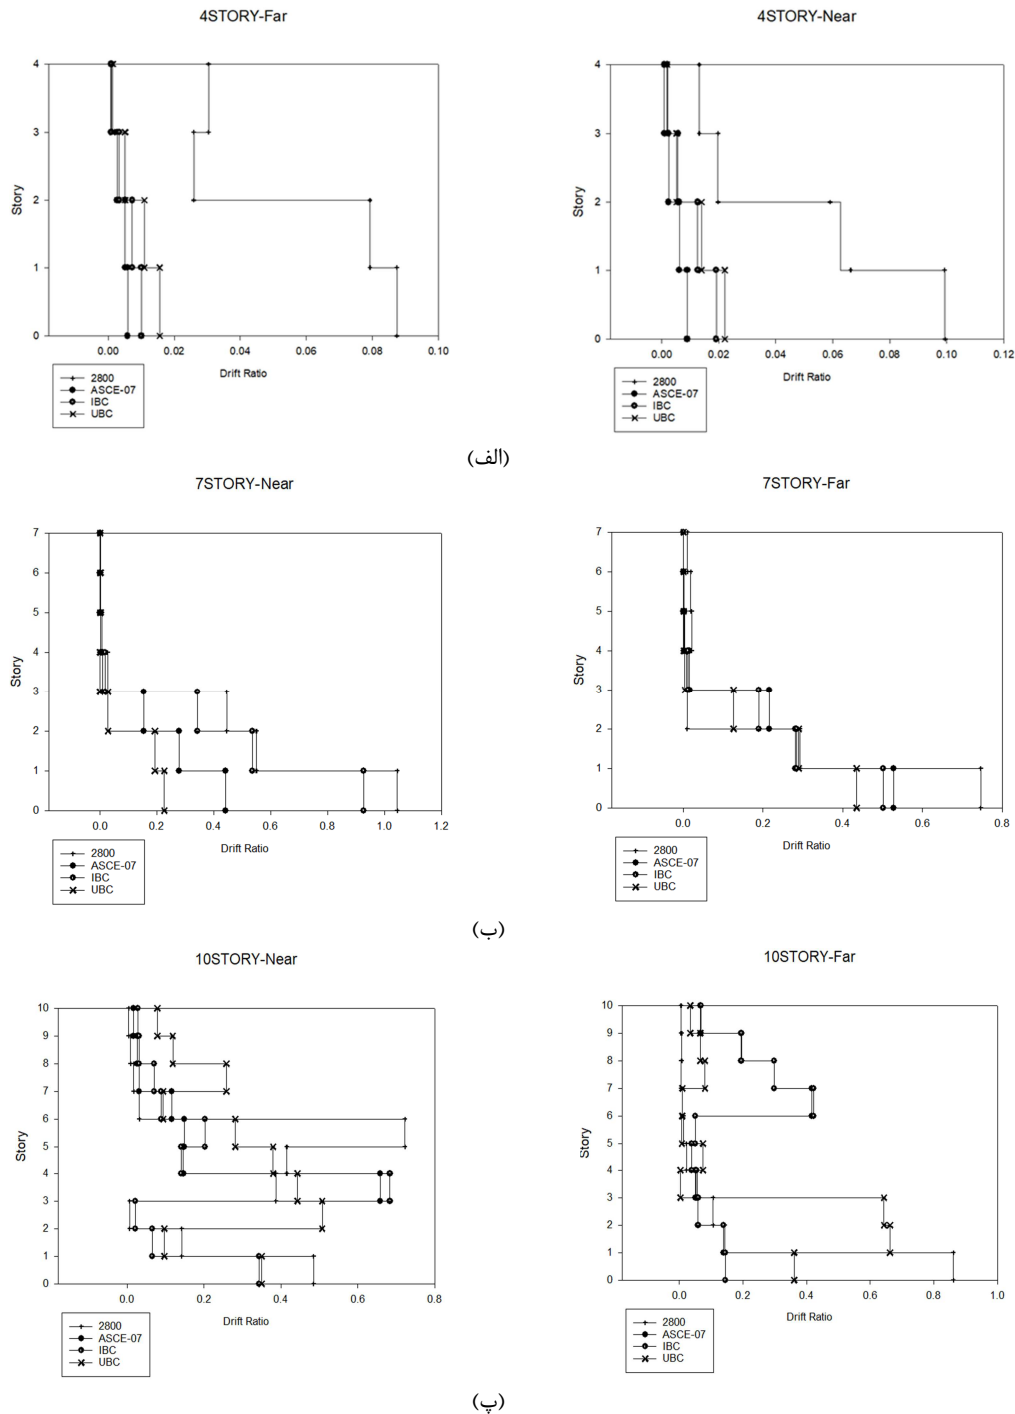 4STORY-Far
4
3
2
1
0
Story
0.00 0.02 0.04 0.06 0.08 0.10
Drift Ratio
2800
ASCE-07
IBC
UBC
4STORY-Near
4
3
2
1
0
Story
0.00 0.02 0.04 0.06 0.08 0.10 0.12
Drift Ratio
2800
ASCE-07
IBC
UBC
(الف)
7STORY-Near
7
6
5
4
3
2
1
0
Story
0.0 0.2 0.4 0.6 0.8 1.0 1.2
Drift Ratio
2800
ASCE-07
IBC
UBC
7STORY-Far
7
6
5
4
3
2
1
0
Story
0.0 0.2 0.4 0.6 0.8
Drift Ratio
2800
ASCE-07
IBC
UBC
(ب)
10STORY-Near
10
9
8
7
6
5
4
3
2
1
0
Story
0.0 0.2 0.4 0.6 0.8
Drift Ratio
2800
ASCE-07
IBC
UBC
10STORY-Far
10
9
8
7
6
5
4
3
2
1
0
Story
0.0 0.2 0.4 0.6 0.8 1.0
Drift Ratio
2800
ASCE-07
IBC
UBC
(پ)